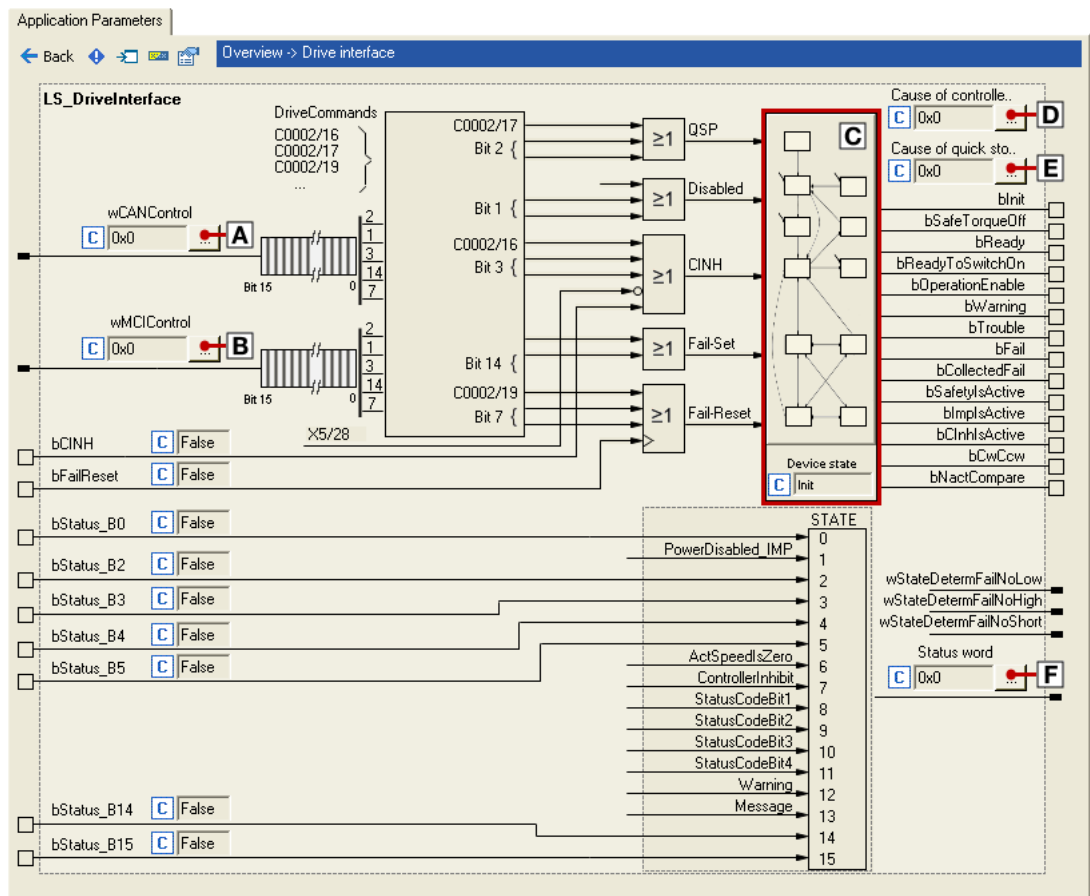 Application Parameters
Back
Overview -> Drive interface
LS_DriveInterface
DriveCommands
C0002/16
C0002/17
C0002/19
...
wCANControl
C 0x0 ... A
Bit 15 0
2
1
3
14
7
wMCIControl
C 0x0 ... B
Bit 15 0
2
1
3
14
7
C0002/17
Bit 2 {
Bit 1 {
C0002/16
Bit 3 {
Bit 14 {
C0002/19
Bit 7 {
X5/28
≥1 QSP
≥1 Disabled
≥1 CINH
≥1 Fail-Set
≥1 Fail-Reset
C
Device state
C Init
Cause of controlle..
C 0x0 ... D
Cause of quick sto..
C 0x0 ... E
bInit
bSafeTorqueOff
bReady
bReadyToSwitchOn
bOperationEnable
bWarning
bTrouble
bFail
bCollectedFail
bSafetyIsActive
bImpIsActive
bCInhIsActive
bCwCcw
bNactCompare
bCINH C False
bFailReset C False
bStatus_B0 C False
bStatus_B2 C False
bStatus_B3 C False
bStatus_B4 C False
bStatus_B5 C False
bStatus_B14 C False
bStatus_B15 C False
STATE
0
PowerDisabled_IMP 1
2
3
4
5
ActSpeedIsZero 6
ControllerInhibit 7
StatusCodeBit1 8
StatusCodeBit2 9
StatusCodeBit3 10
StatusCodeBit4 11
Warning 12
Message 13
14
15
wStateDetermFailNoLow
wStateDetermFailNoHigh
wStateDetermFailNoShort
Status word
C 0x0 ... F